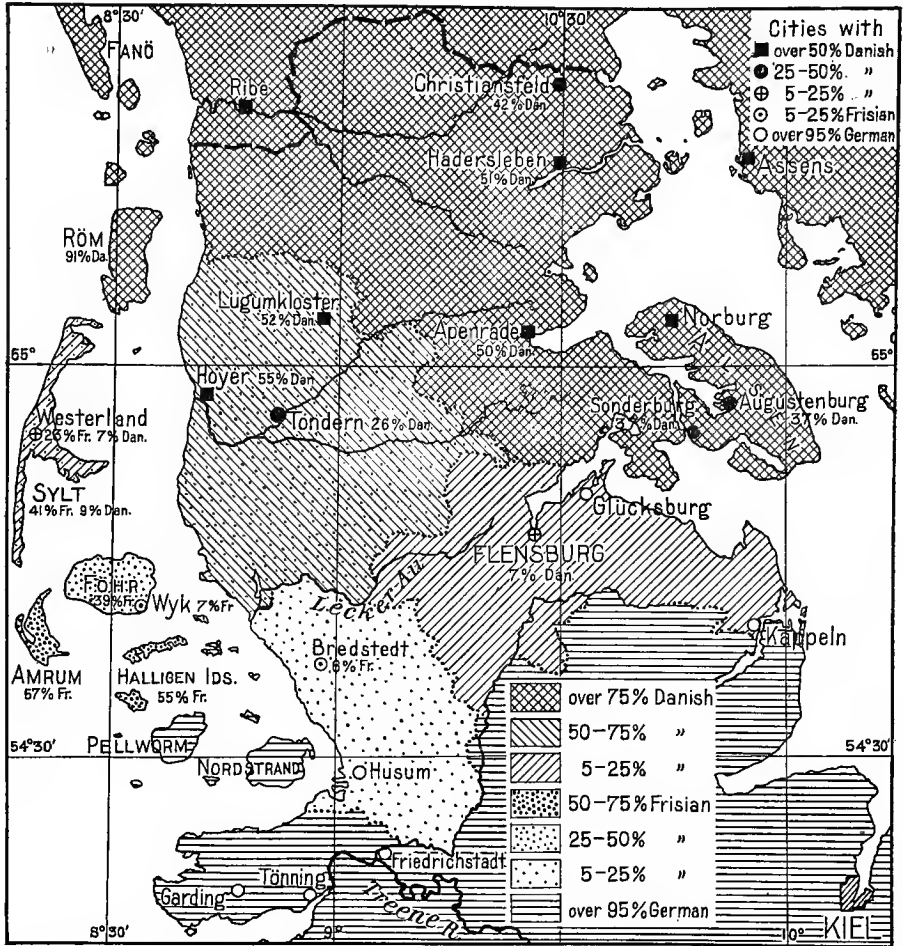 8°30'
10°30'
Cities with
over 50% Danish
25-50% „
5-25% „
5-25% Frisian
over 95% German
FANÖ
Ribe
Christiansfeld
42% Dan.
Hadersleben
61% Dan.
Assens
RÖM
91% Da.
Lügumkloster
52% Dan.
Apenrade
50% Dan.
Norburg
55°
55°
Hoyer 55% Dan.
Tondern 26% Dan.
Sonderburg
Dan.
Augustenburg
37% Dan.
Westerland
26% Fr. 7% Dan.
SYLT
41% Fr. 9% Dan.
Glücksburg
FLENSBURG
7% Dan.
FÖHR
39% Fr.
Wyk 7% Fr.
Lecker Au
Kappeln
Bredstedt
6% Fr.
AMRUM
67% Fr.
HALLIGEN IDS.
55% Fr.
PELLWORM
NORDSTRAND
54°30'
54°30'
Husum
over 75% Danish
50-75% „
5-25% „
50-75% Frisian
25-50% „
5-25% „
over 95% German
Friedrichstadt
Garding
Tönning
Treene R.
KIEL
8°30'
9°
10°